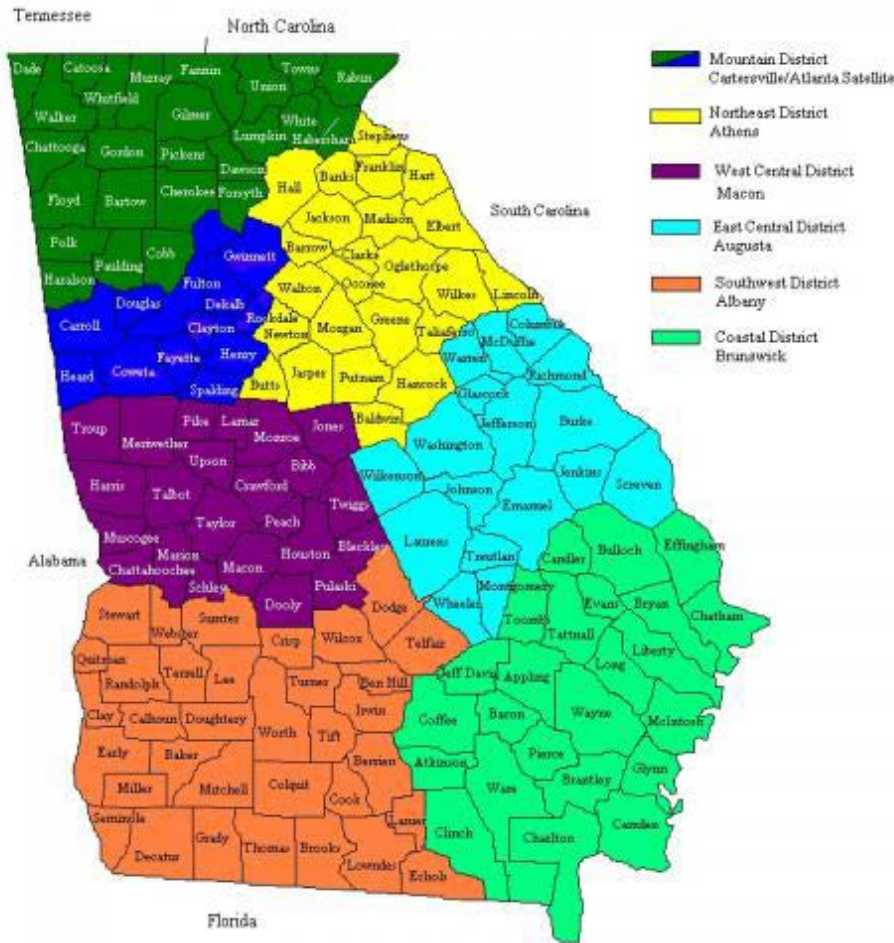 Tennessee
North Carolina
Mountain District
Cartersville/Atlanta Satellite
Northeast District
Athens
West Central District
Macon
East Central District
Augusta
Southwest District
Albany
Coastal District
Brunswick
South Carolina
Alabama
Florida
Dade
Catoosa
Murray
Fannin
Union
Towns
Rabun
Whitfield
Walker
Gilmer
White
Lumpkin
Habersham
Chattooga
Gordon
Pickens
Dawson
Floyd
Bartow
Cherokee
Forsyth
Polk
Paulding
Cobb
Haralson
Stephens
Hall
Banks
Franklin
Hart
Jackson
Madison
Elbert
Barrow
Clarke
Oglethorpe
Oconee
Walton
Wilkes
Lincoln
Newton
Morgan
Greene
Taliaferro
Butts
Jasper
Putnam
Hancock
Baldwin
Gwinnett
Fulton
Douglas
Dekalb
Rockdale
Carroll
Clayton
Fayette
Henry
Heard
Coweta
Spalding
Columbia
McDuffie
Warren
Richmond
Glascock
Jefferson
Burke
Washington
Wilkenson
Johnson
Jenkins
Screven
Emanuel
Laurens
Treutlan
Wheeler
Montgomery
Troup
Meriwether
Pike
Lamar
Monroe
Jones
Upson
Bibb
Harris
Talbot
Crawford
Twiggs
Taylor
Peach
Muscogee
Marion
Chattahoochee
Macon
Houston
Bleckley
Schley
Pulaski
Dooly
Stewart
Webster
Sumter
Crisp
Wilcox
Dodge
Telfair
Quitman
Randolph
Terrell
Lee
Turner
Ben Hill
Irwin
Clay
Calhoun
Doughtery
Worth
Tift
Early
Baker
Berrien
Miller
Mitchell
Colquit
Cook
Lanier
Seminole
Decatur
Grady
Thomas
Brooks
Lowndes
Echols
Candler
Bulloch
Effingham
Toombs
Evans
Bryan
Chatham
Tattnall
Liberty
Long
Jeff Davis
Appling
Coffee
Bacon
Wayne
McIntosh
Atkinson
Pierce
Ware
Brantley
Glynn
Clinch
Charlton
Camden